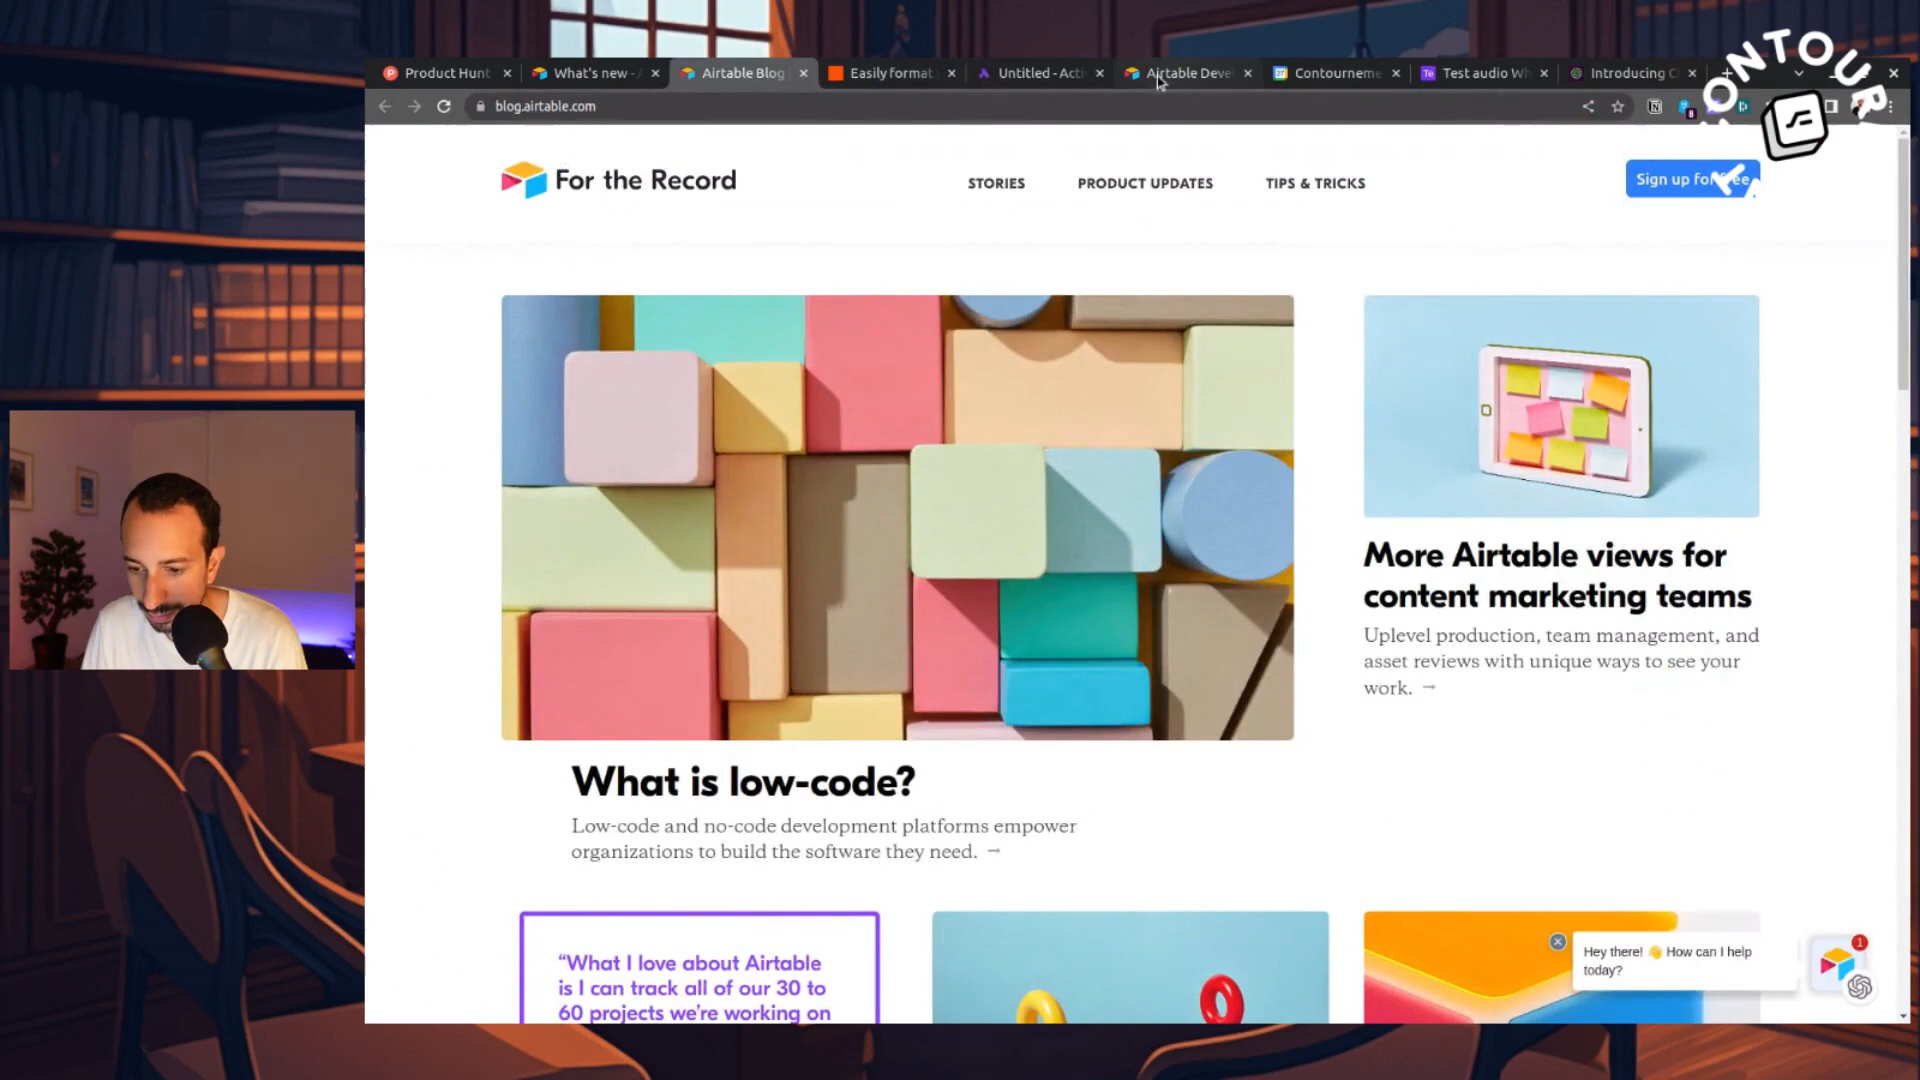 Product Hunt
What's new -
Airtable Blog
Easily format
Untitled - Acti
Airtable Deve
Contourneme
Test audio Wh
Introducing C
blog.airtable.com
8
For the Record
STORIES
PRODUCT UPDATES
TIPS & TRICKS
Sign up for
More Airtable views for
content marketing teams
Uplevel production, team management, and
asset reviews with unique ways to see your
work. →
What is low-code?
Low-code and no-code development platforms empower
organizations to build the software they need. →
“What I love about Airtable
is I can track all of our 30 to
60 projects we’re working on
Hey there! 👋 How can I help
today?
1